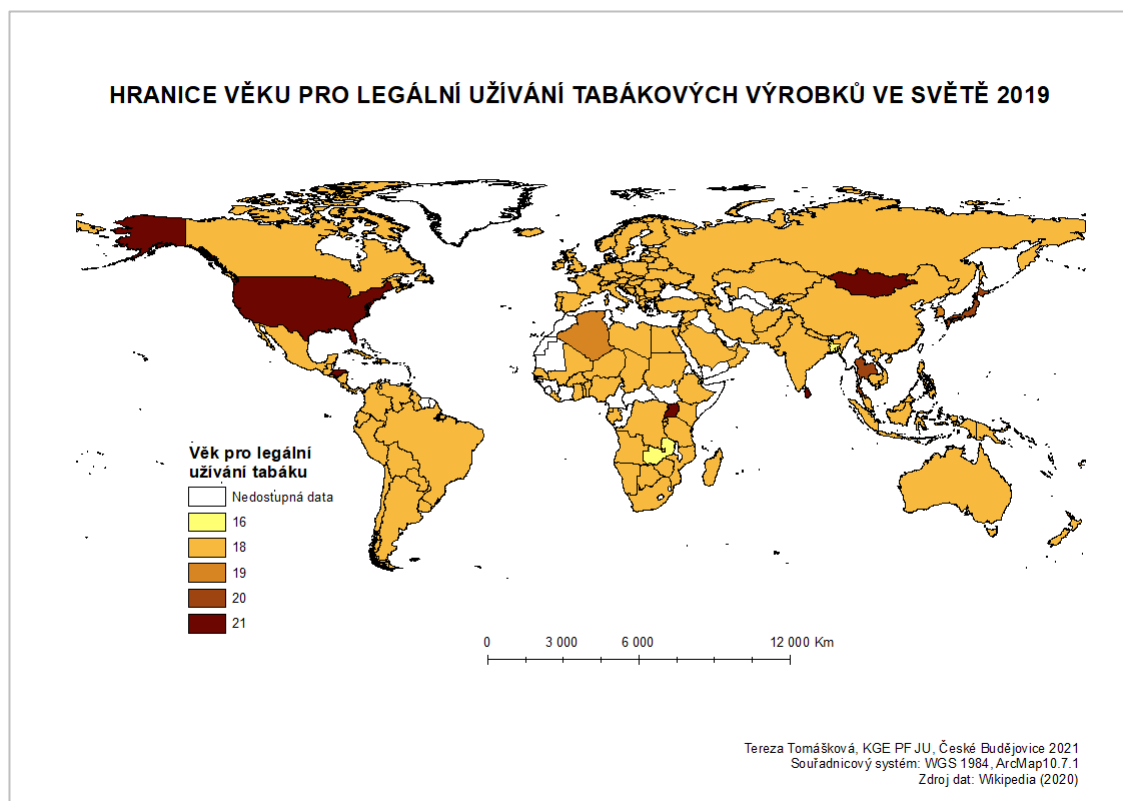 HRANICE VĚKU PRO LEGÁLNÍ UŽÍVÁNÍ TABÁKOVÝCH VÝROBKŮ VE SVĚTĚ 2019
Věk pro legální
užívání tabáku
Nedostupná data
16
18
19
20
21
0 3 000 6 000 12 000 Km
Tereza Tomášková, KGE PF JU, České Budějovice 2021
Souřadnicový systém: WGS 1984, ArcMap10.7.1
Zdroj dat: Wikipedia (2020)